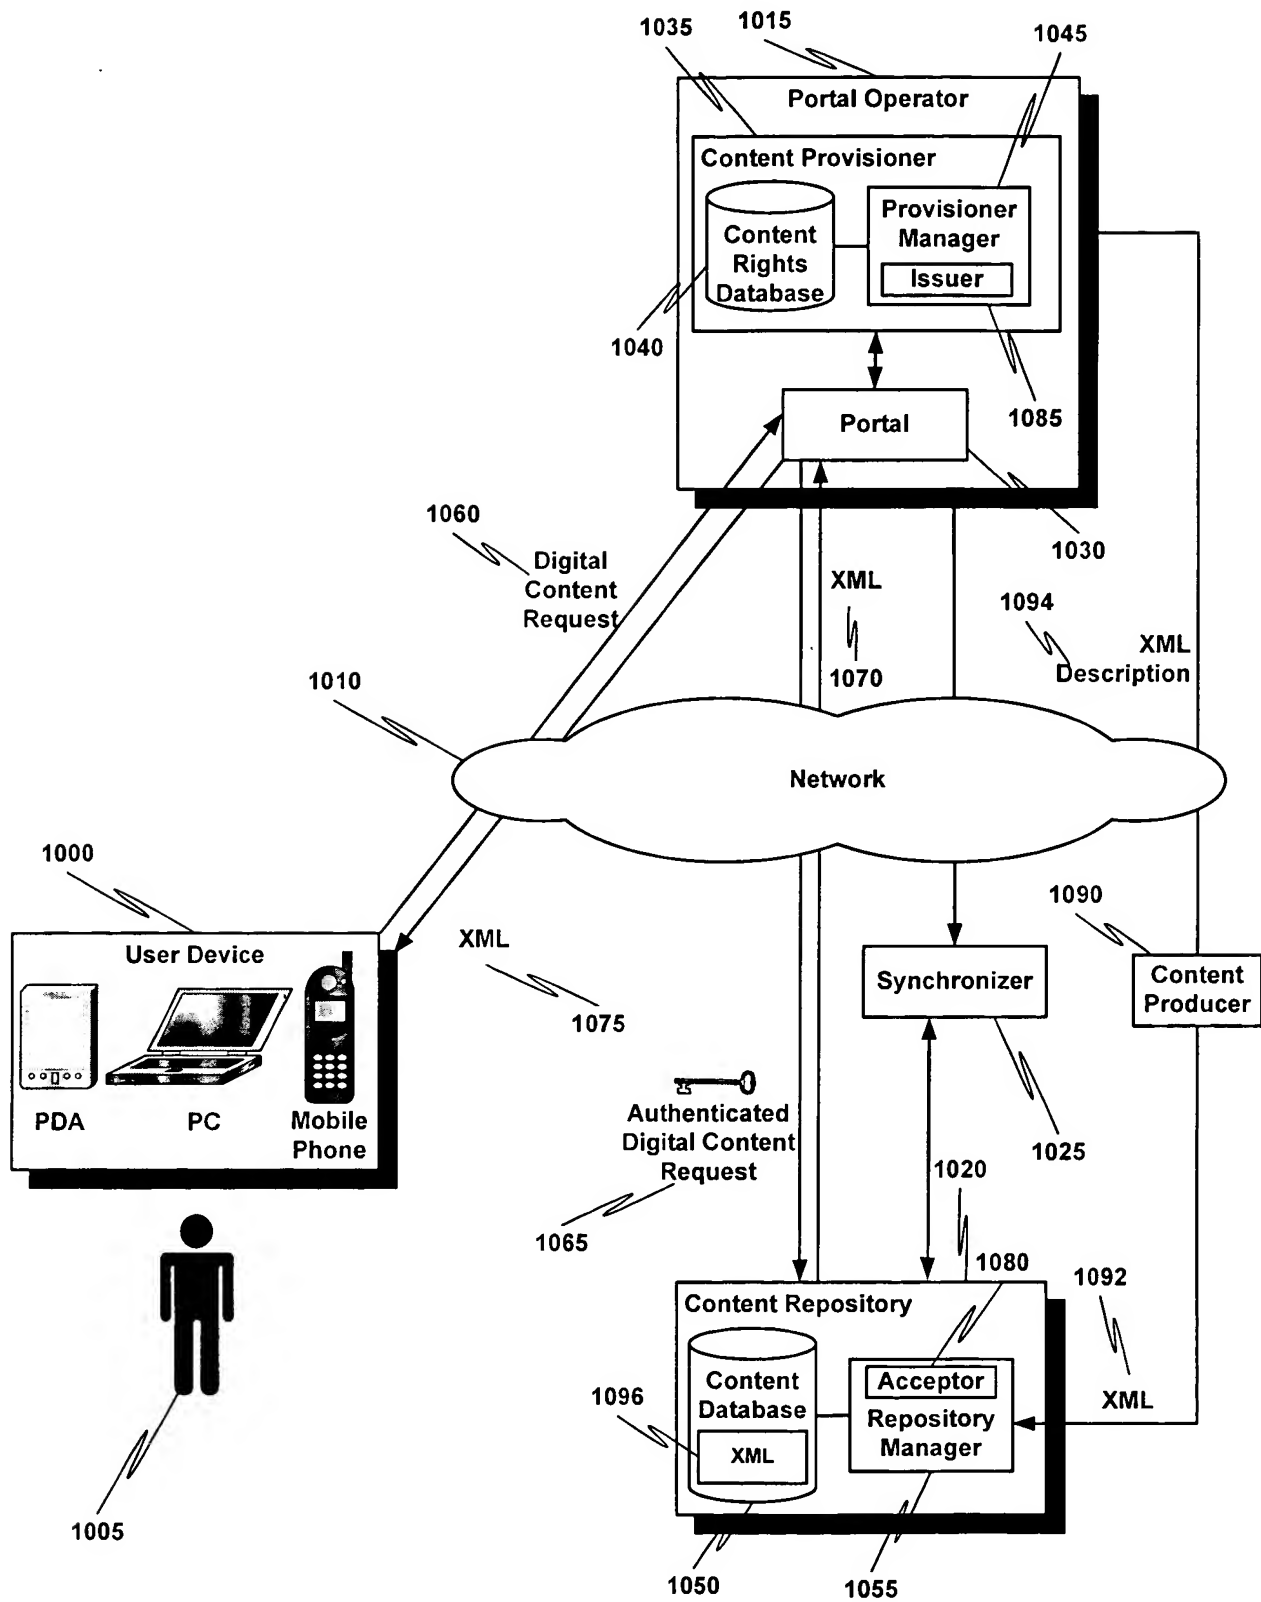 1015
1035
1045
Portal Operator
Content Provisioner
Provisioner
Manager
Content
Rights
Database
Issuer
1040
1085
Portal
1060
1030
Digital
Content
Request
XML
1070
1094
XML
Description
1010
Network
1000
1090
User Device
XML
Synchronizer
Content
Producer
1075
PDA
PC
Mobile
Phone
Authenticated
Digital Content
Request
1025
1020
1065
1080
1092
Content Repository
Content
Database
Acceptor
1096
XML
Repository
Manager
XML
1005
1050
1055